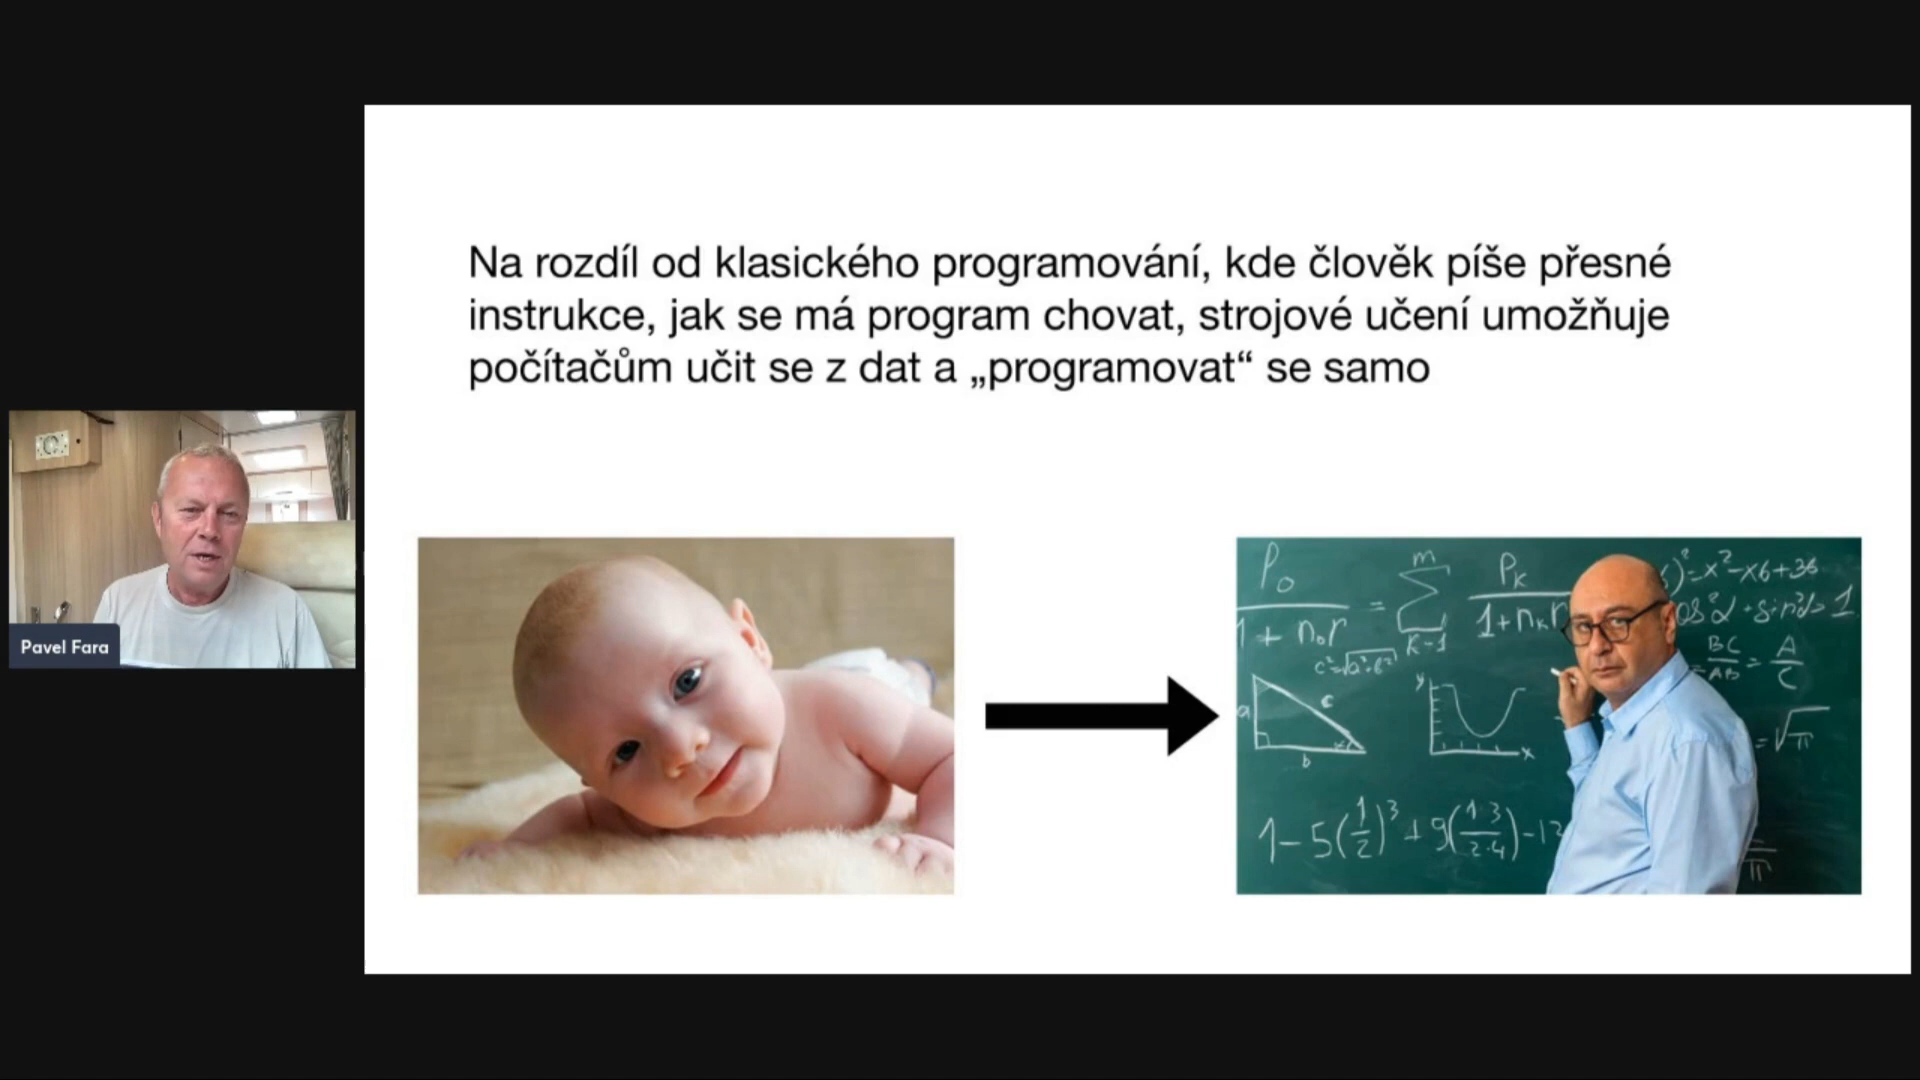 Na rozdíl od klasického programování, kde člověk píše přesné
instrukce, jak se má program chovat, strojové učení umožňuje
počítačům učit se z dat a „programovat“ se samo
Pavel Fara